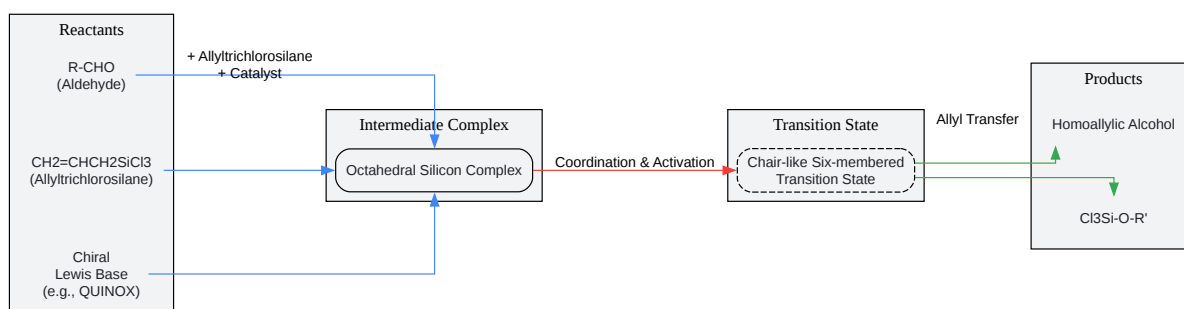 Reactants
R-CHO
(Aldehyde)
+ Allyltrichlorosilane
+ Catalyst
CH2=CHCH2SiCl3
(Allyltrichlorosilane)
Chiral
Lewis Base
(e.g., QUINOX)
Intermediate Complex
Octahedral Silicon Complex
Coordination & Activation
Transition State
Chair-like Six-membered
Transition State
Allyl Transfer
Products
Homoallylic Alcohol
Cl3Si-O-R'